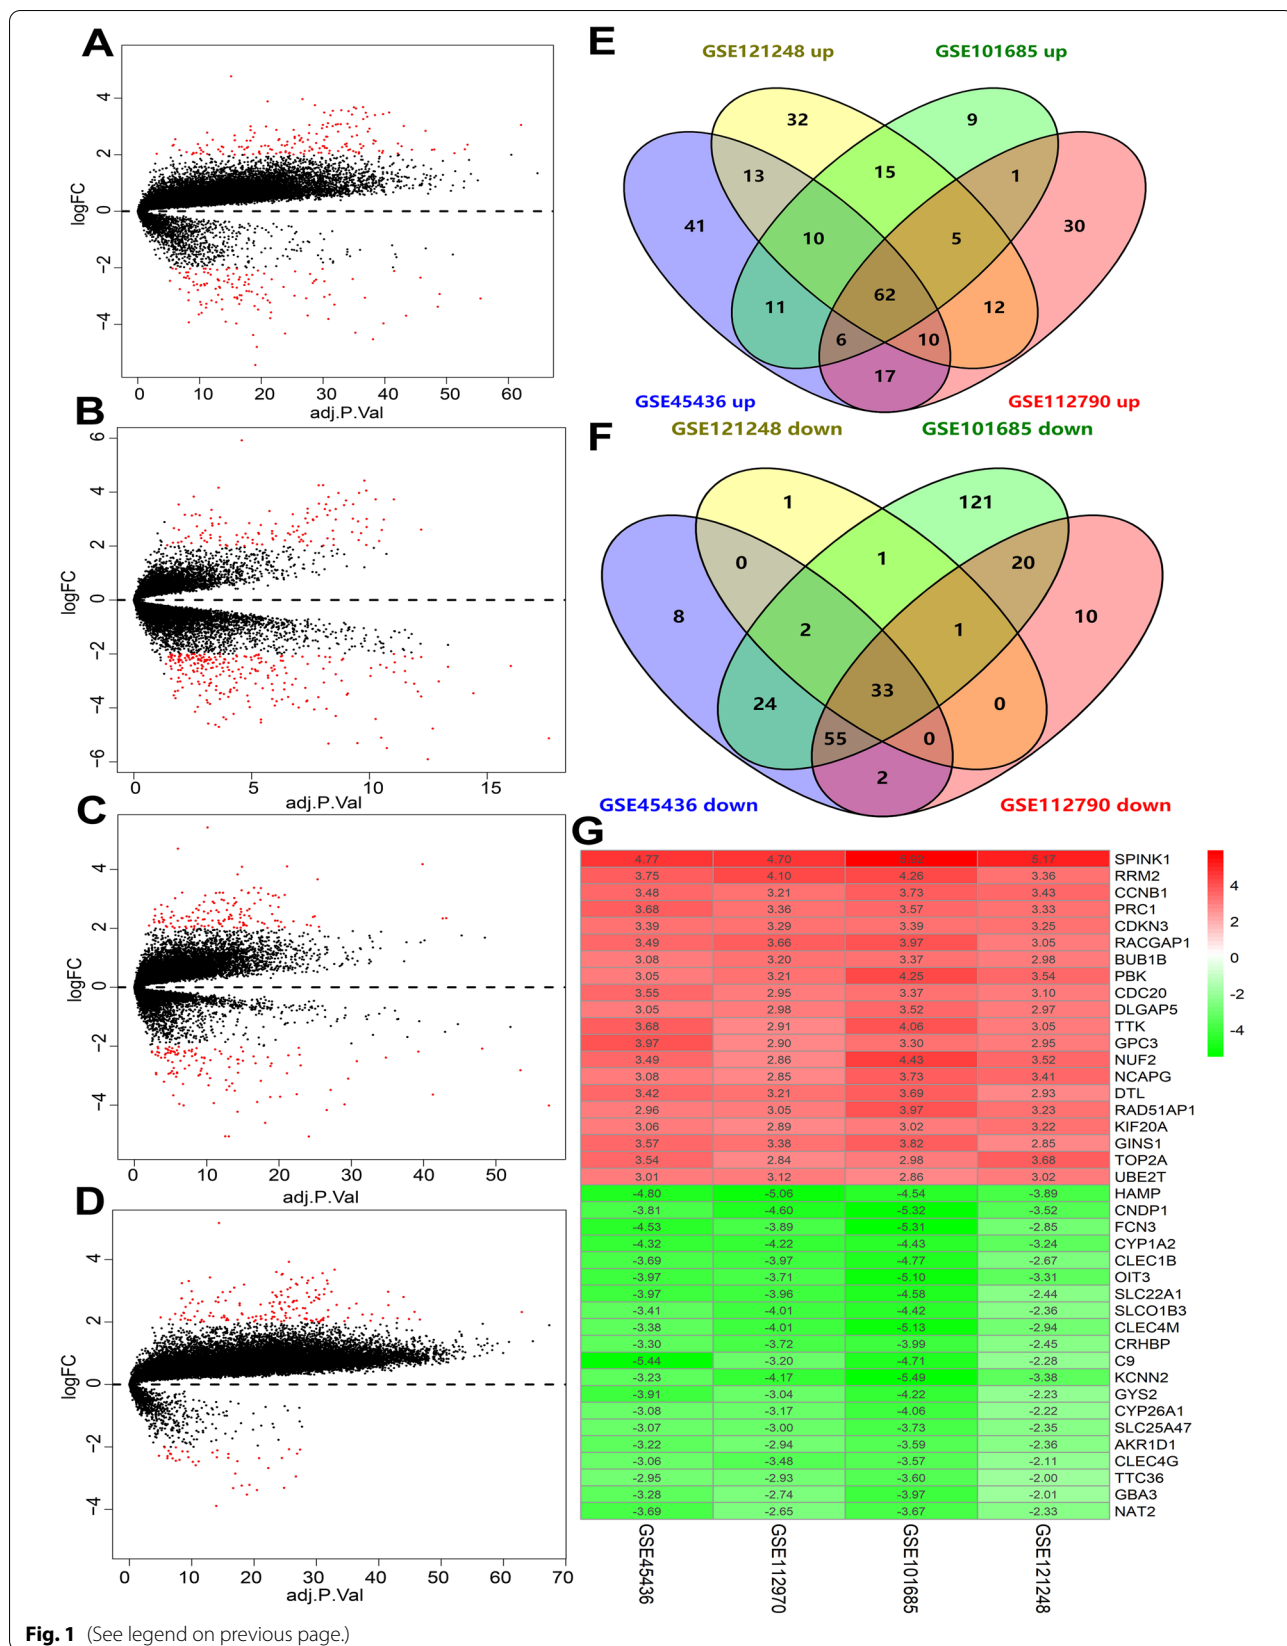 A
logFC
4
2
0
−2
−4
0 10 20 30 40 50 60
adj.P.Val
B
logFC
6
4
2
0
−2
−4
−6
0 5 10 15
adj.P.Val
C
logFC
4
2
0
−2
−4
0 10 20 30 40 50
adj.P.Val
D
logFC
4
2
0
−2
−4
0 10 20 30 40 50 60 70
adj.P.Val
E
GSE121248 up GSE101685 up
32 9
13 15 1
41 10 5 30
11 62 12
6 10
17
GSE45436 up GSE112790 up
F
GSE121248 down GSE101685 down
1 121
0 1 20
8 2 1 10
24 33 0
55 0
2
GSE45436 down GSE112790 down
G
4.77 4.70 5.17 SPINK1
3.75 4.10 4.26 3.36 RRM2
3.48 3.21 3.73 3.43 CCNB1
3.68 3.36 3.57 3.33 PRC1
3.39 3.29 3.39 3.25 CDKN3
3.49 3.66 3.97 3.05 RACGAP1
3.08 3.20 3.37 2.98 BUB1B
3.05 3.21 4.25 3.54 PBK
3.55 2.95 3.37 3.10 CDC20
3.05 2.98 3.52 2.97 DLGAP5
3.68 2.91 4.06 3.05 TTK
3.97 2.90 3.30 2.95 GPC3
3.49 2.86 4.43 3.52 NUF2
3.08 2.85 3.73 3.41 NCAPG
3.42 3.21 3.69 2.93 DTL
2.96 3.05 3.97 3.23 RAD51AP1
3.06 2.89 3.02 3.22 KIF20A
3.57 3.38 3.82 2.85 GINS1
3.54 2.84 2.98 3.68 TOP2A
3.01 3.12 2.86 3.02 UBE2T
-4.80 -5.06 -4.54 -3.89 HAMP
-3.81 -4.60 -5.32 -3.52 CNDP1
-4.53 -3.89 -5.31 -2.85 FCN3
-4.32 -4.22 -4.43 -3.24 CYP1A2
-3.69 -3.97 -4.77 -2.67 CLEC1B
-3.97 -3.71 -5.10 -3.31 OIT3
-3.97 -3.96 -4.58 -2.44 SLC22A1
-3.41 -4.01 -4.42 -2.36 SLCO1B3
-3.38 -4.01 -5.13 -2.94 CLEC4M
-3.30 -3.72 -3.99 -2.45 CRHBP
-5.44 -3.20 -4.71 -2.28 C9
-3.23 -4.17 -5.49 -3.38 KCNN2
-3.91 -3.04 -4.22 -2.23 GYS2
-3.08 -3.17 -4.06 -2.22 CYP26A1
-3.07 -3.00 -3.73 -2.35 SLC25A47
-3.22 -2.94 -3.59 -2.36 AKR1D1
-3.06 -3.48 -3.57 -2.11 CLEC4G
-2.95 -2.93 -3.60 -2.00 TTC36
-3.28 -2.74 -3.97 -2.01 GBA3
-3.69 -2.65 -3.67 -2.33 NAT2
GSE45436 GSE112970 GSE101685 GSE121248
4
2
0
-2
-4
Fig. 1 (See legend on previous page.)